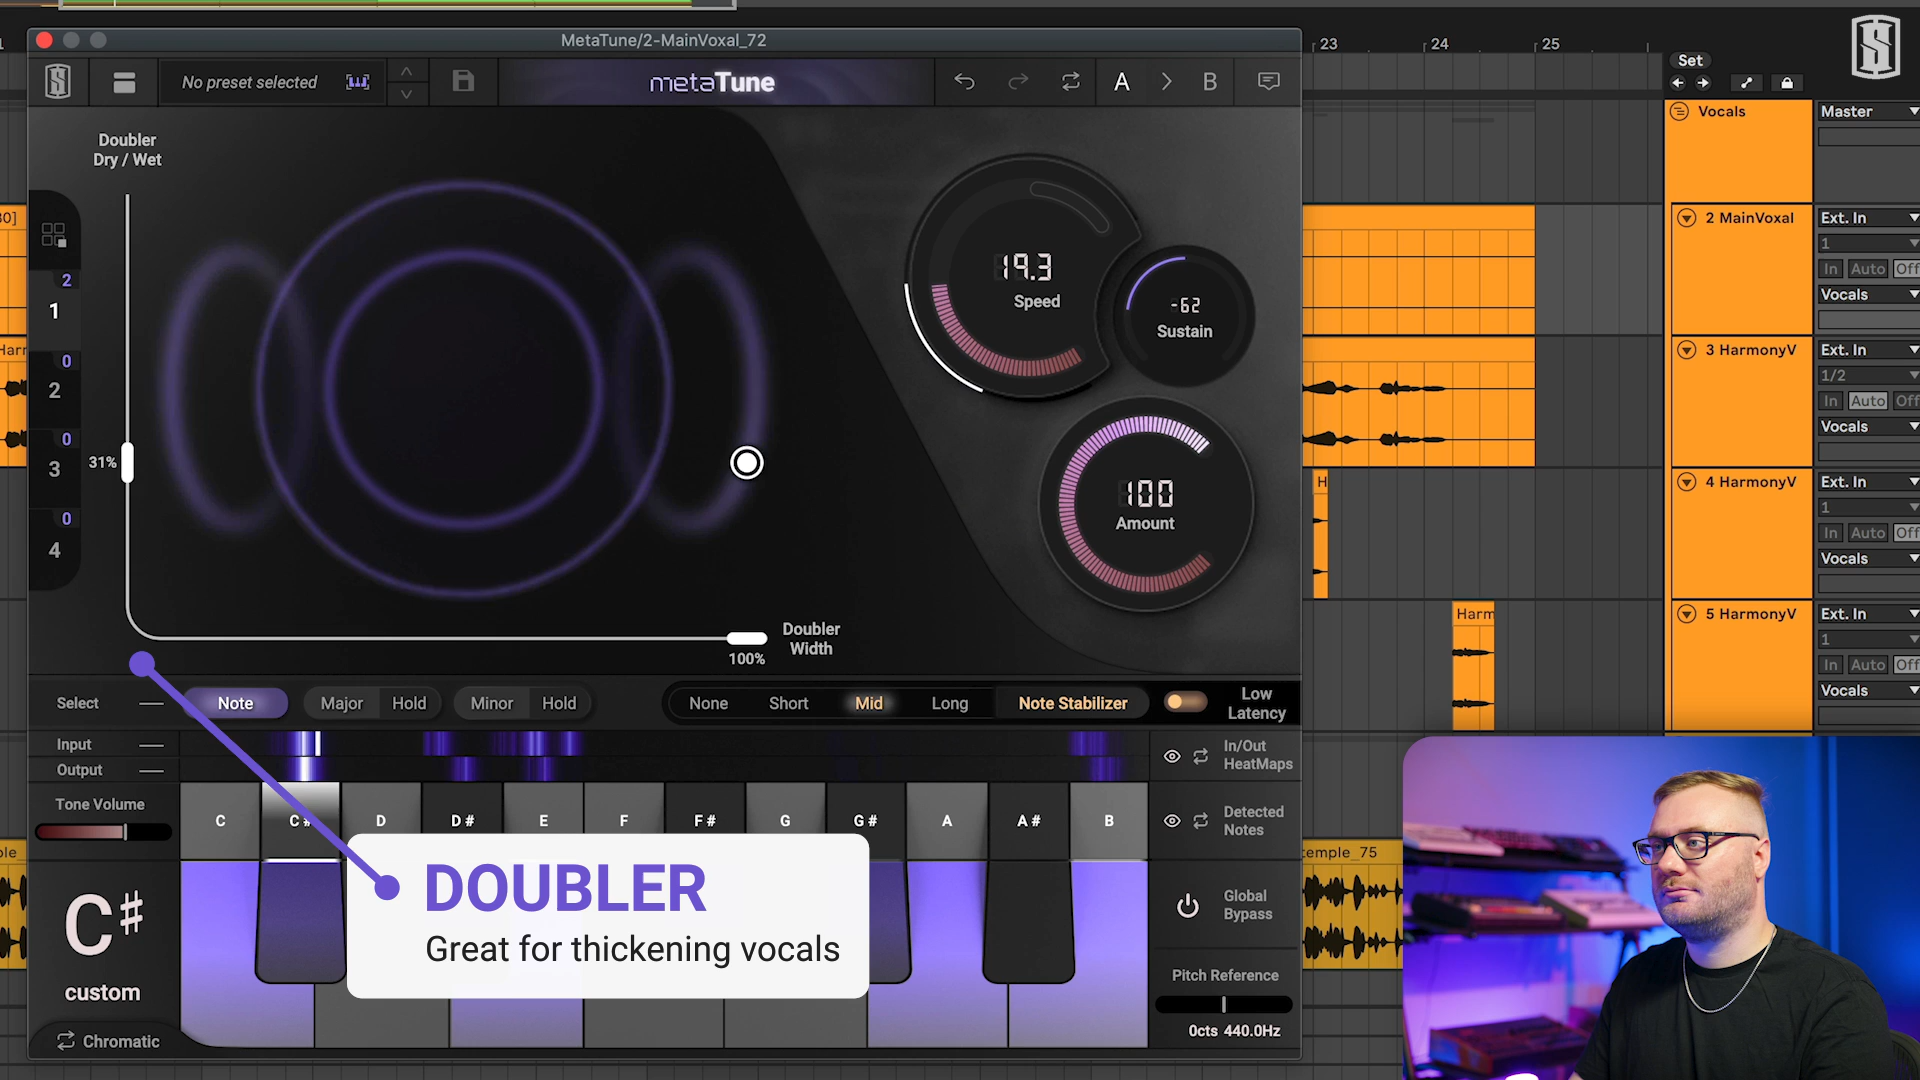 MetaTune/2-MainVoxal_72
No preset selected
metaTune
A
B
Doubler
Dry / Wet
2
1
0
2
0
3
0
4
31%
19.3
Speed
-62
Sustain
100
Amount
Doubler
Width
100%
Select
Note
Major
Hold
Minor
Hold
None
Short
Mid
Long
Note Stabilizer
Low
Latency
Input
Output
In/Out
HeatMaps
Tone Volume
C
C#
D
D#
E
F
F#
G
G#
A
A#
B
Detected
Notes
DOUBLER
Great for thickening vocals
C#
custom
Chromatic
Global
Bypass
Pitch Reference
0cts 440.0Hz
23
24
25
Set
Vocals
Master
2 MainVoxal
Ext. In
1
In
Auto
Off
Vocals
3 HarmonyV
Ext. In
1/2
In
Auto
Off
Vocals
H
4 HarmonyV
Ext. In
1
In
Auto
Off
Vocals
Harm
5 HarmonyV
Ext. In
1
In
Auto
Off
Vocals
temple_75